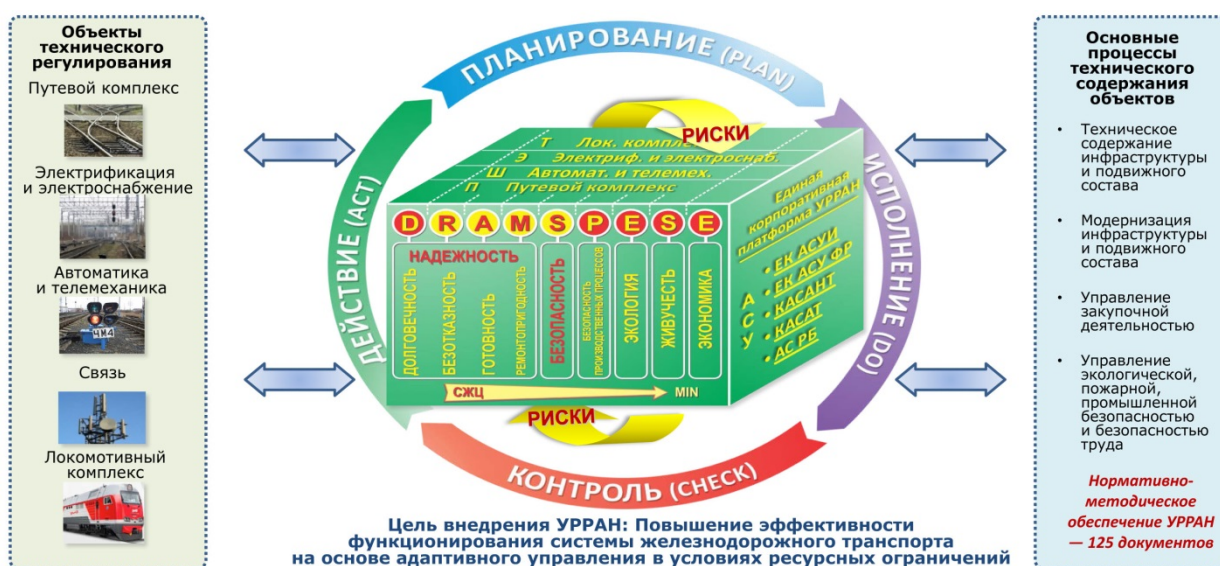 Объекты
технического
регулирования
Путевой комплекс
Электрификация
и электроснабжение
Автоматика
и телемеханика
ЧМ4
Связь
Локомотивный
комплекс
ПЛАНИРОВАНИЕ (PLAN)
ИСПОЛНЕНИЕ (DO)
КОНТРОЛЬ (CHECK)
ДЕЙСТВИЕ (ACT)
РИСКИ
Т Лок. компле
Э Электриф. и электроснаб.
Ш Автомат. и телемех.
П Путевой комплекс
D R A M S P E S E
НАДЕЖНОСТЬ
ДОЛГОВЕЧНОСТЬ
БЕЗОТКАЗНОСТЬ
ГОТОВНОСТЬ
РЕМОНТОПРИГОДНОСТЬ
БЕЗОПАСНОСТЬ
БЕЗОПАСНОСТЬ
ПРОИЗВОДСТВЕННЫХ ПРОЦЕССОВ
ЭКОЛОГИЯ
ЖИВУЧЕСТЬ
ЭКОНОМИКА
СЖЦ MIN
РИСКИ
Единая
корпоративная
платформа УРРАН
АСУ
• ЕК АСУИ
• ЕК АСУ ФР
• КАСАНТ
• КАСАТ
• АС РБ
Цель внедрения УРРАН: Повышение эффективности
функционирования системы железнодорожного транспорта
на основе адаптивного управления в условиях ресурсных ограничений
Основные
процессы
технического
содержания
объектов
• Техническое
содержание
инфраструктуры
и подвижного
состава
• Модернизация
инфраструктуры
и подвижного
состава
• Управление
закупочной
деятельностью
• Управление
экологической,
пожарной,
промышленной
безопасностью
и безопасностью
труда
Нормативно-
методическое
обеспечение УРРАН
— 125 документов